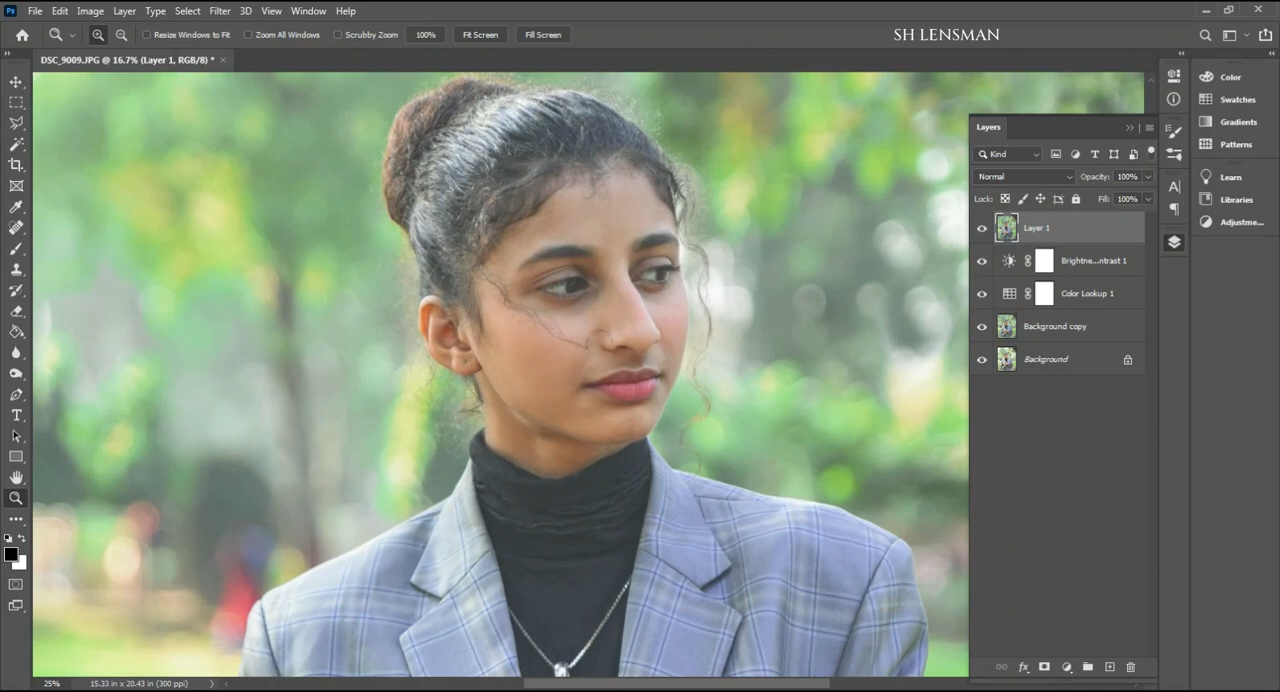 Ps File Edit Image Layer Type Select Filter 3D View Window Help
Resize Windows to Fit Zoom All Windows Scrubby Zoom 100% Fit Screen Fill Screen SH LENSMAN
DSC_9009.JPG @ 16.7% (Layer 1, RGB/8) *
Color
Swatches
Gradients
Patterns
Learn
Libraries
Adjustme...
Layers
Kind
Normal Opacity: 100%
Lock: Fill: 100%
Layer 1
Brightne...ntrast 1
Color Lookup 1
Background copy
Background
25% 15.33 in x 20.43 in (300 ppi)